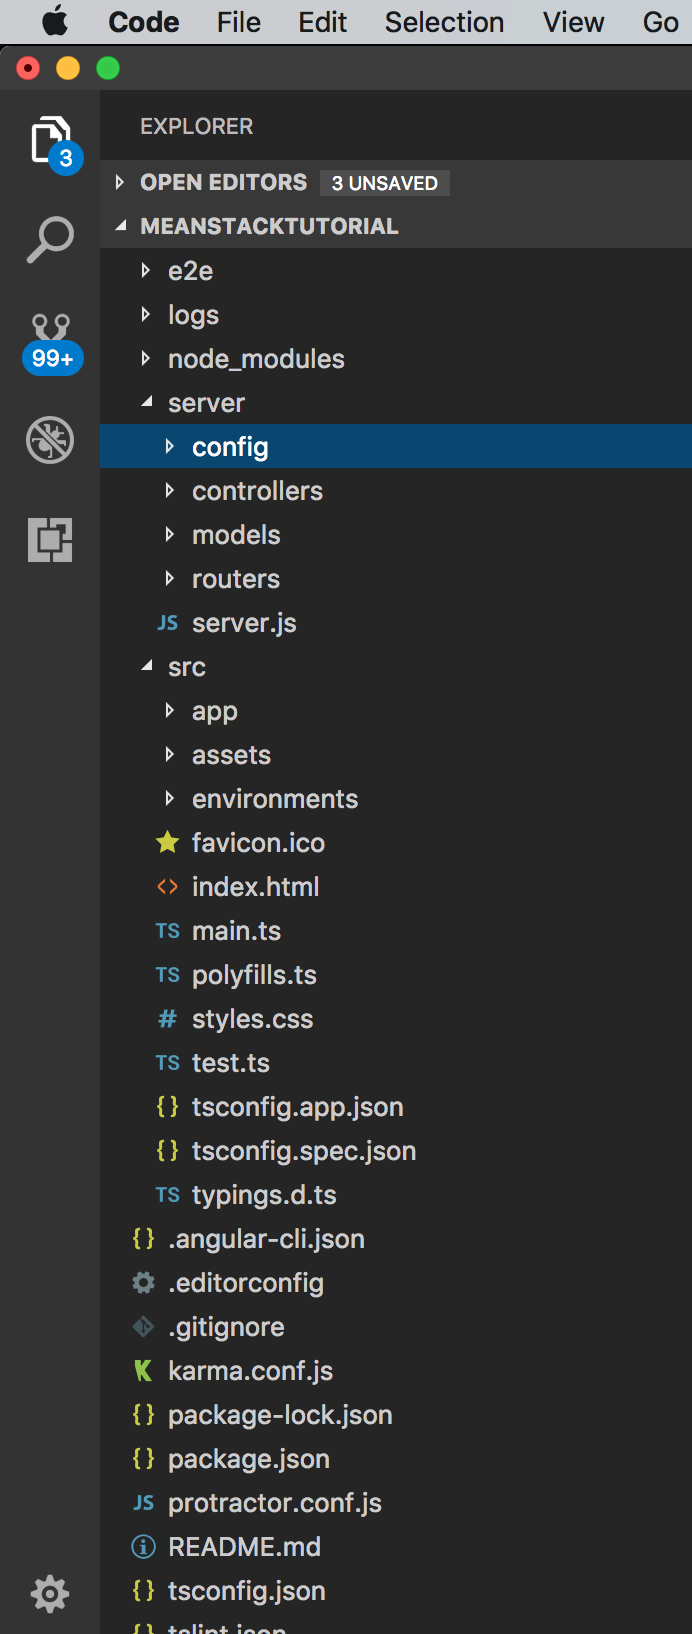 Code File Edit Selection View Go
EXPLORER
3
OPEN EDITORS 3 UNSAVED
MEANSTACKTUTORIAL
e2e
logs
99+
node_modules
server
config
controllers
models
routers
JS server.js
src
app
assets
environments
favicon.ico
<> index.html
TS main.ts
TS polyfills.ts
# styles.css
TS test.ts
{} tsconfig.app.json
{} tsconfig.spec.json
TS typings.d.ts
{} .angular-cli.json
.editorconfig
.gitignore
karma.conf.js
{} package-lock.json
{} package.json
JS protractor.conf.js
README.md
{} tsconfig.json
{} tslint.json